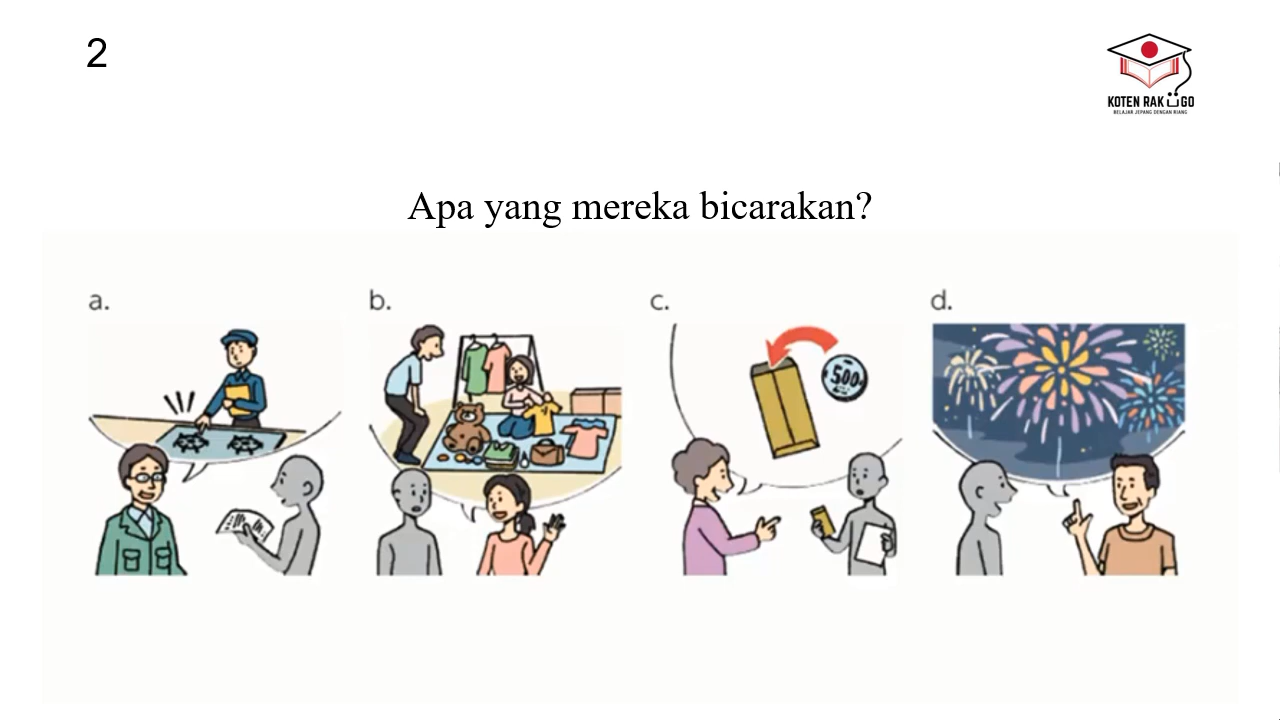 2
KOTEN RAKUGO
BELAJAR JEPANG DENGAN RIANG
Apa yang mereka bicarakan?
a.
b.
c.
d.
500